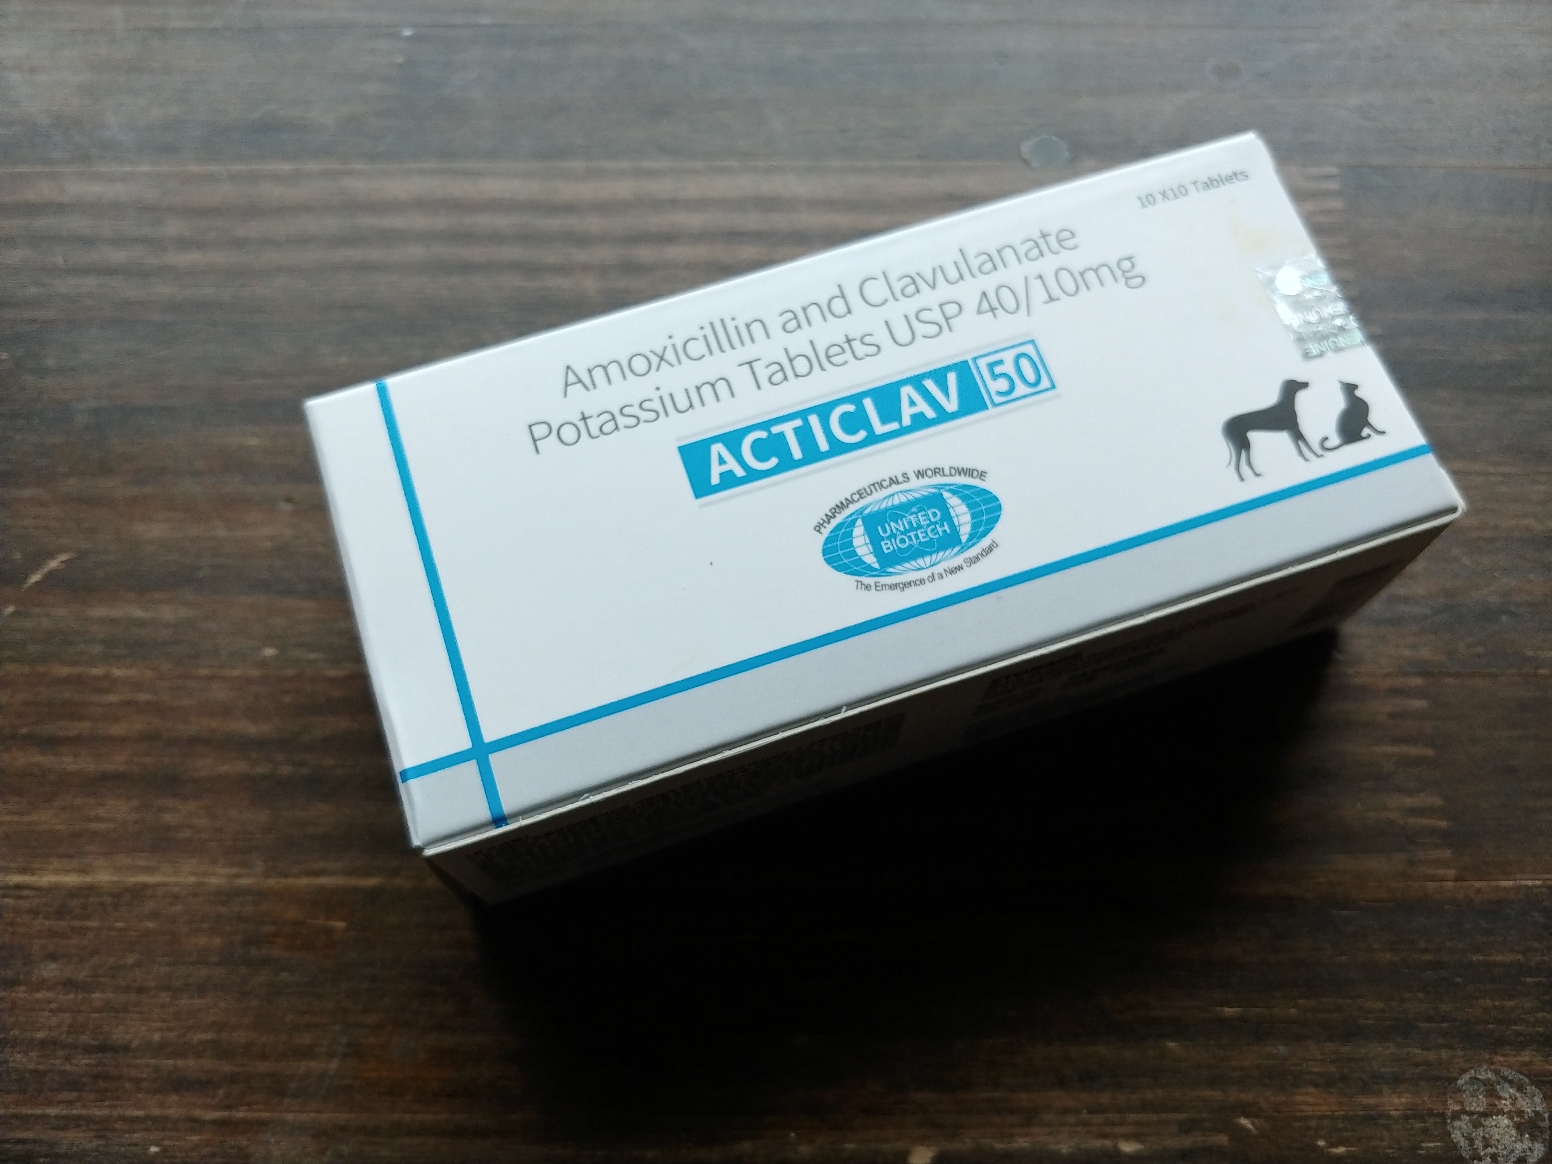 10 X10 Tablets
Amoxicillin and Clavulanate
Potassium Tablets USP 40/10mg
ACTICLAV 50
PHARMACEUTICALS WORLDWIDE
UNITED
BIOTECH
The Emergence of a New Standard